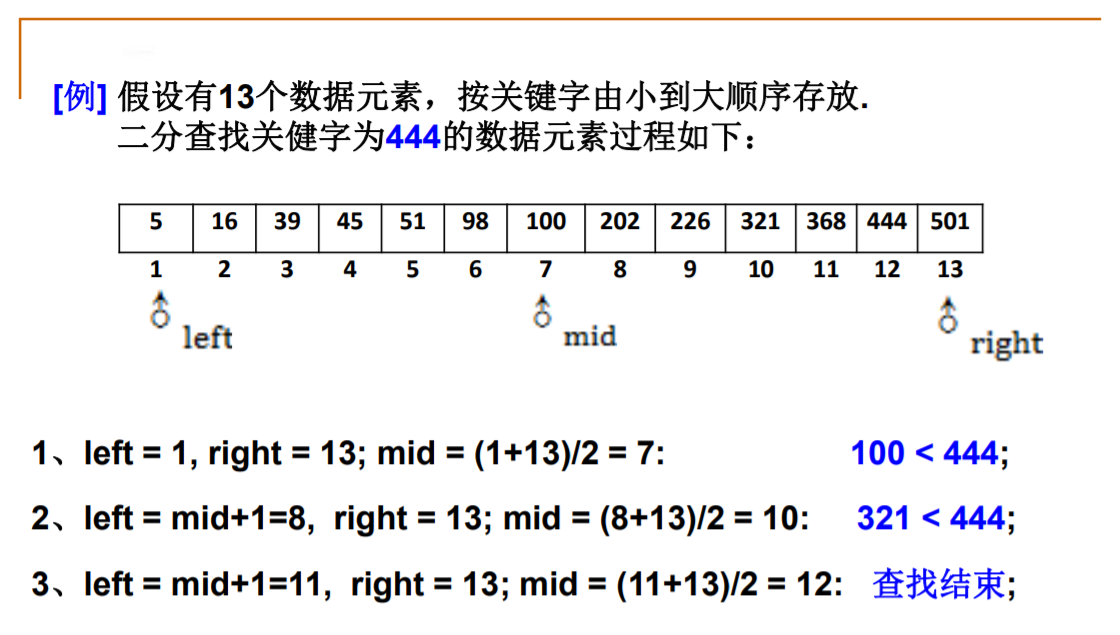 [例] 假设有13个数据元素，按关键字由小到大顺序存放.
二分查找关健字为444的数据元素过程如下：
5 16 39 45 51 98 100 202 226 321 368 444 501
1 2 3 4 5 6 7 8 9 10 11 12 13
left mid right
1、left = 1, right = 13; mid = (1+13)/2 = 7: 100 < 444;
2、left = mid+1=8, right = 13; mid = (8+13)/2 = 10: 321 < 444;
3、left = mid+1=11, right = 13; mid = (11+13)/2 = 12: 查找结束;